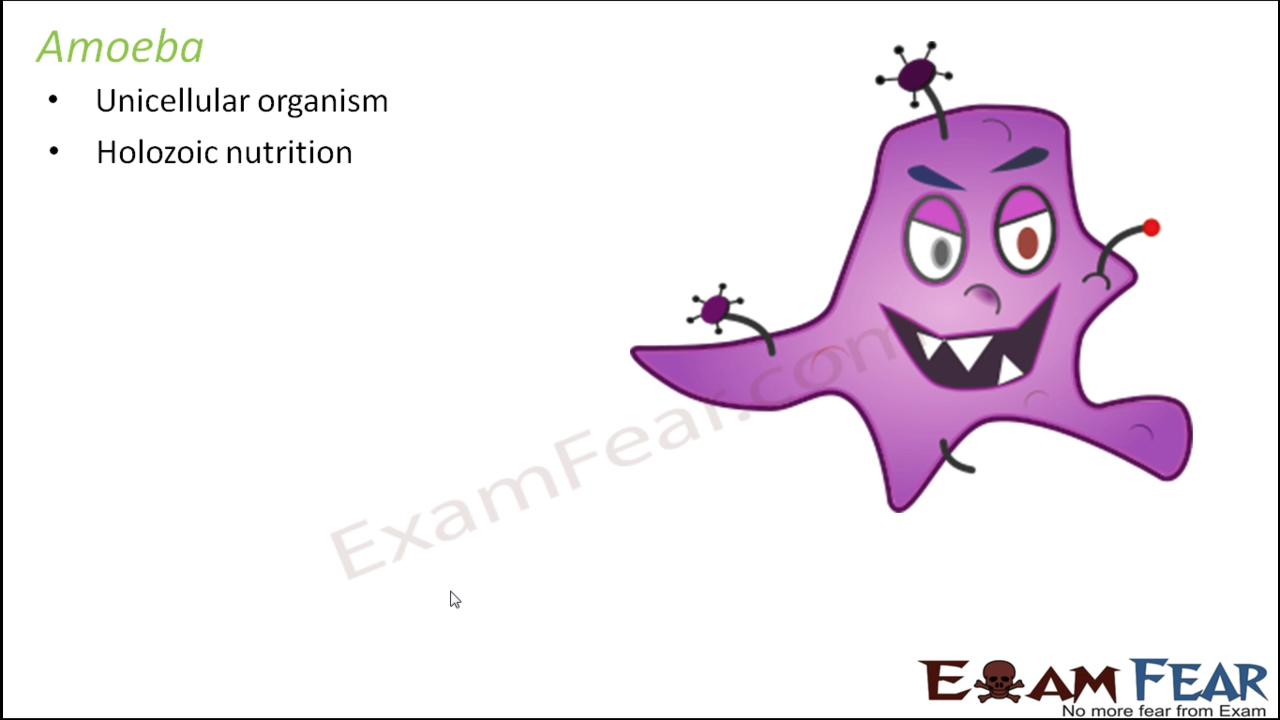 Amoeba
• Unicellular organism
• Holozoic nutrition
ExamFear.com
EXAM FEAR
No more fear from Exam